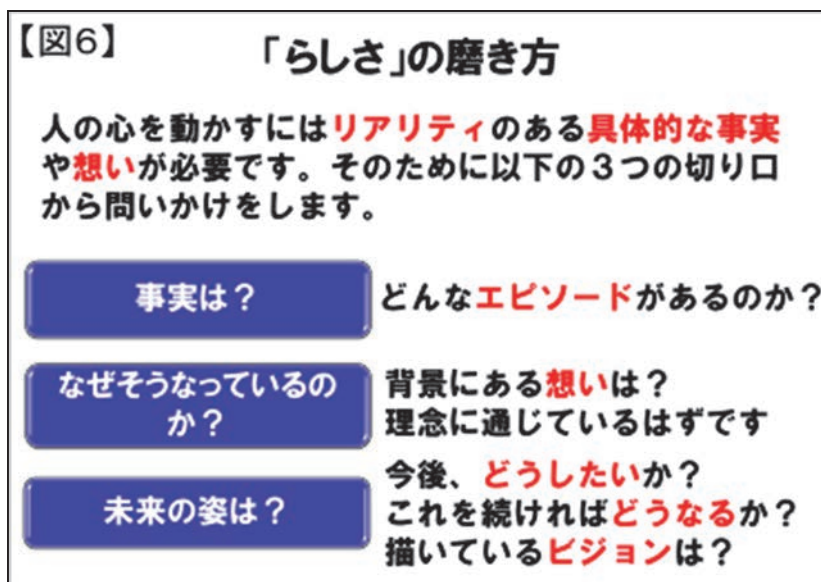 【図6】
「らしさ」の磨き方
人の心を動かすにはリアリティのある具体的な事実
や想いが必要です。そのために以下の３つの切り口
から問いかけをします。
事実は？
どんなエピソードがあるのか？
なぜそうなっているの
か？
背景にある想いは？
理念に通じているはずです
未来の姿は？
今後、どうしたいか？
これを続ければどうなるか？
描いているビジョンは？